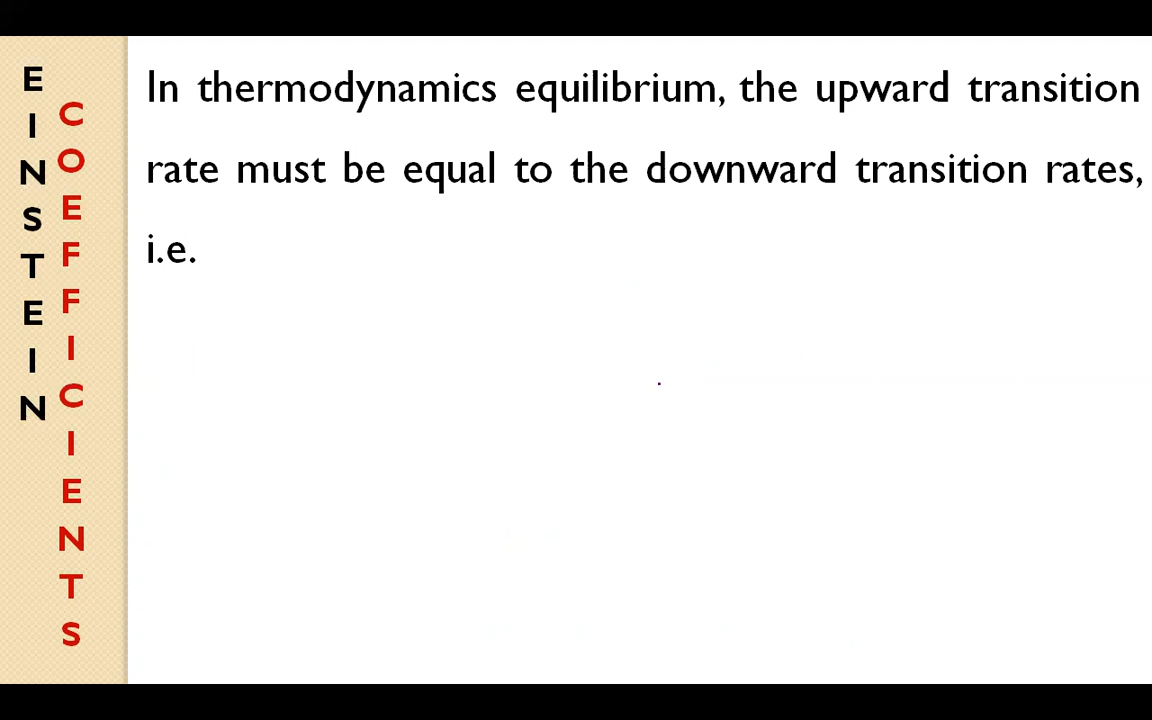 EINSTEIN
COEFFICIENTS
In thermodynamics equilibrium, the upward transition
rate must be equal to the downward transition rates,
i.e.